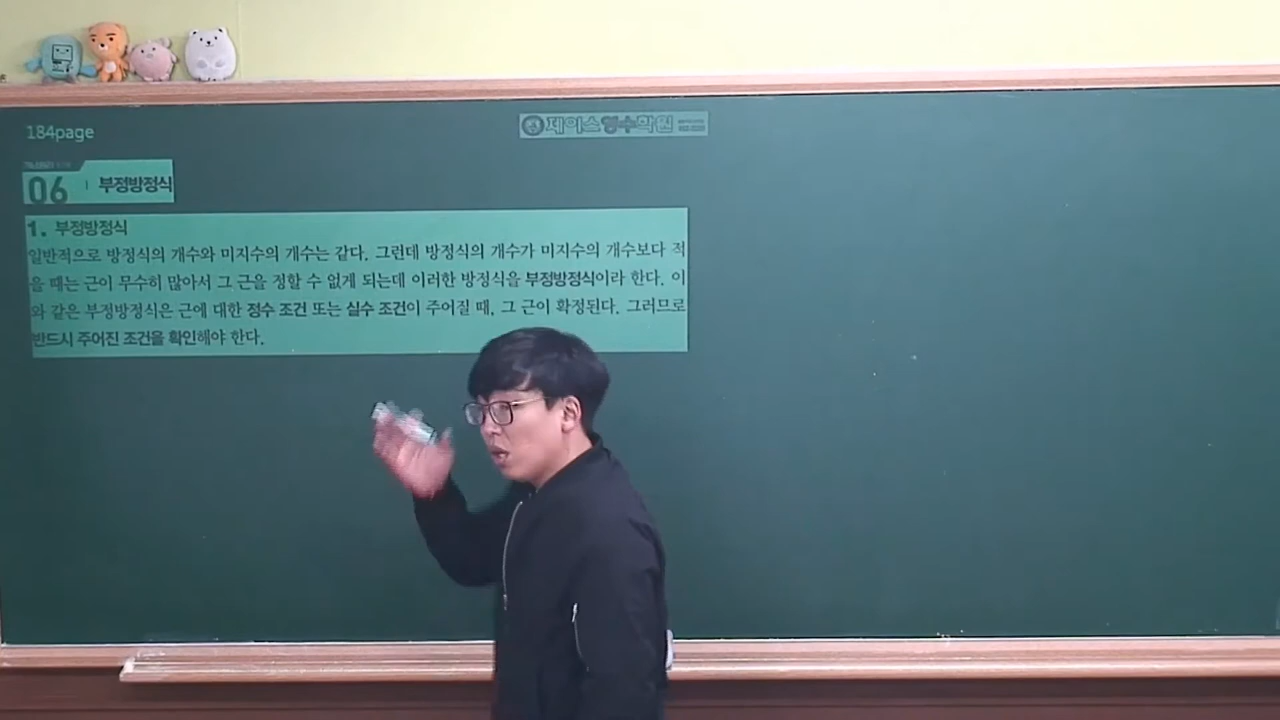 184page
제이스영수학원
06 부정방정식
1. 부정방정식
일반적으로 방정식의 개수와 미지수의 개수는 같다. 그런데 방정식의 개수가 미지수의 개수보다 적
을 때는 근이 무수히 많아서 그 근을 정할 수 없게 되는데 이러한 방정식을 부정방정식이라 한다. 이
와 같은 부정방정식은 근에 대한 정수 조건 또는 실수 조건이 주어질 때, 그 근이 확정된다. 그러므로
반드시 주어진 조건을 확인해야 한다.